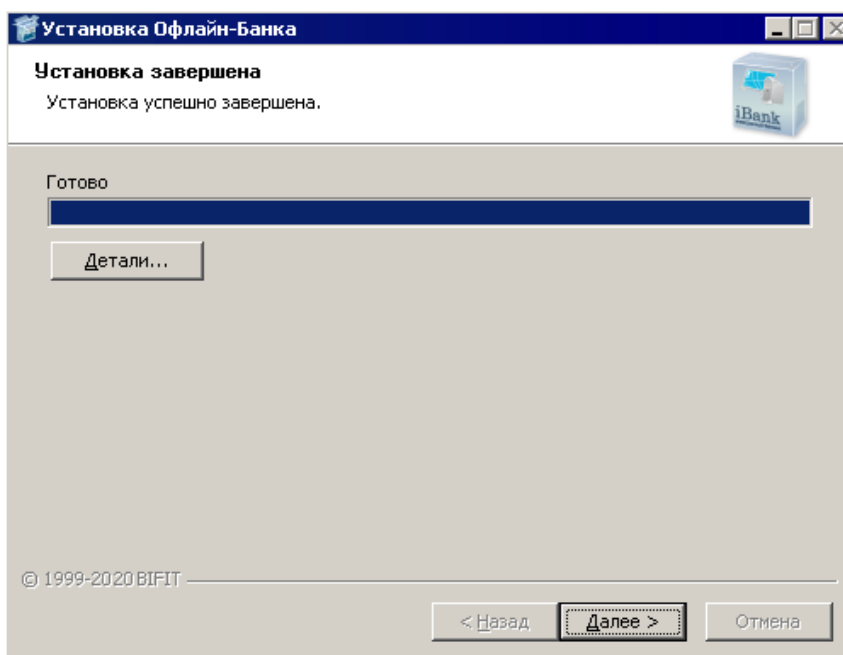 Установка Офлайн-Банка
Установка завершена
Установка успешно завершена.
iBank
Готово
Детали...
© 1999-2020 BIFIT
< Назад Далее > Отмена